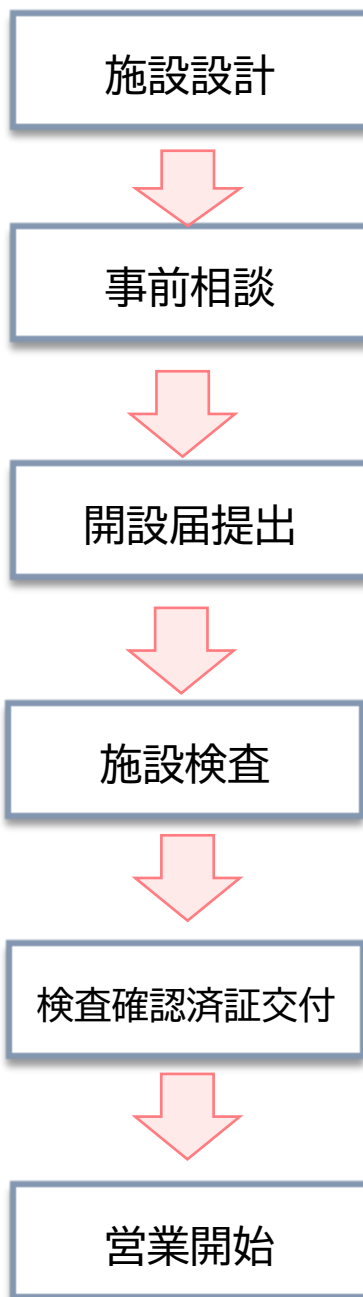 施設設計
事前相談
開設届提出
施設検査
検査確認済証交付
営業開始